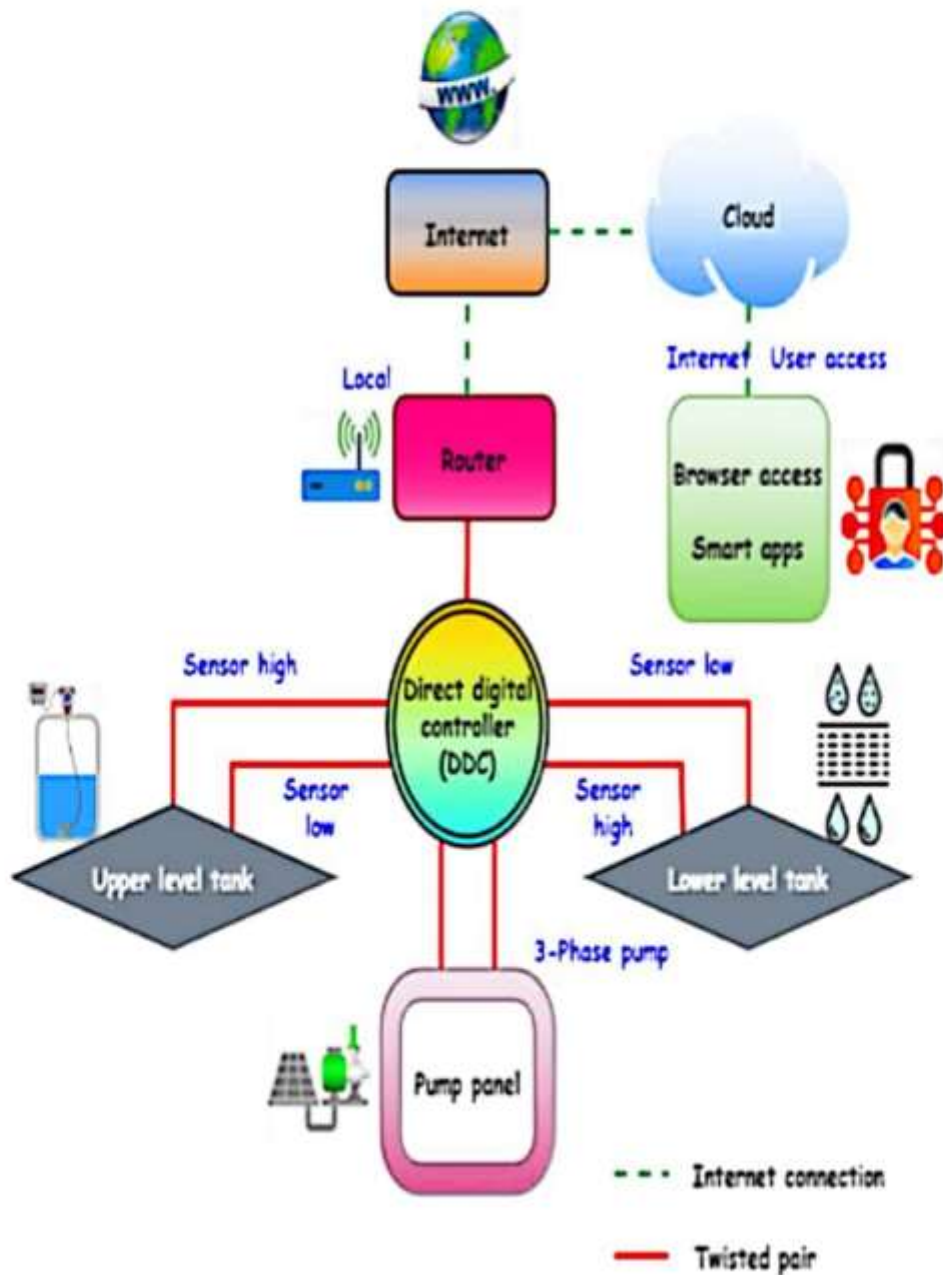 www.
Internet
Cloud
Internet User access
Local
Router
Browser access
Smart apps
Sensor high
Sensor low
Direct digital
controller
(DDC)
Sensor
low
Sensor
high
Upper level tank
Lower level tank
3-Phase pump
Pump panel
Internet connection
Twisted pair